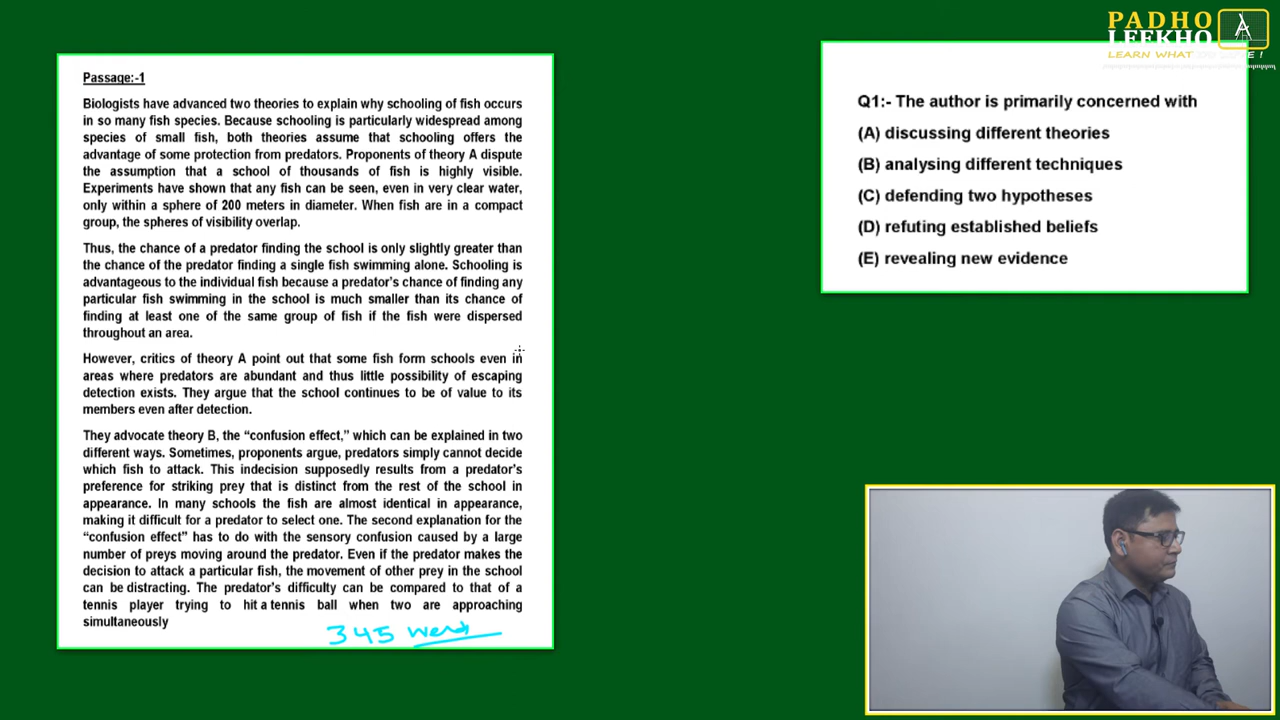 PADHO
LEEKHO
LEARN WHAT
Passage:-1
Biologists have advanced two theories to explain why schooling of fish occurs
in so many fish species. Because schooling is particularly widespread among
species of small fish, both theories assume that schooling offers the
advantage of some protection from predators. Proponents of theory A dispute
the assumption that a school of thousands of fish is highly visible.
Experiments have shown that any fish can be seen, even in very clear water,
only within a sphere of 200 meters in diameter. When fish are in a compact
group, the spheres of visibility overlap.
Thus, the chance of a predator finding the school is only slightly greater than
the chance of the predator finding a single fish swimming alone. Schooling is
advantageous to the individual fish because a predator's chance of finding any
particular fish swimming in the school is much smaller than its chance of
finding at least one of the same group of fish if the fish were dispersed
throughout an area.
However, critics of theory A point out that some fish form schools even in
areas where predators are abundant and thus little possibility of escaping
detection exists. They argue that the school continues to be of value to its
members even after detection.
They advocate theory B, the “confusion effect,” which can be explained in two
different ways. Sometimes, proponents argue, predators simply cannot decide
which fish to attack. This indecision supposedly results from a predator's
preference for striking prey that is distinct from the rest of the school in
appearance. In many schools the fish are almost identical in appearance,
making it difficult for a predator to select one. The second explanation for the
“confusion effect” has to do with the sensory confusion caused by a large
number of preys moving around the predator. Even if the predator makes the
decision to attack a particular fish, the movement of other prey in the school
can be distracting. The predator's difficulty can be compared to that of a
tennis player trying to hit a tennis ball when two are approaching
simultaneously
345
Q1:- The author is primarily concerned with
(A) discussing different theories
(B) analysing different techniques
(C) defending two hypotheses
(D) refuting established beliefs
(E) revealing new evidence